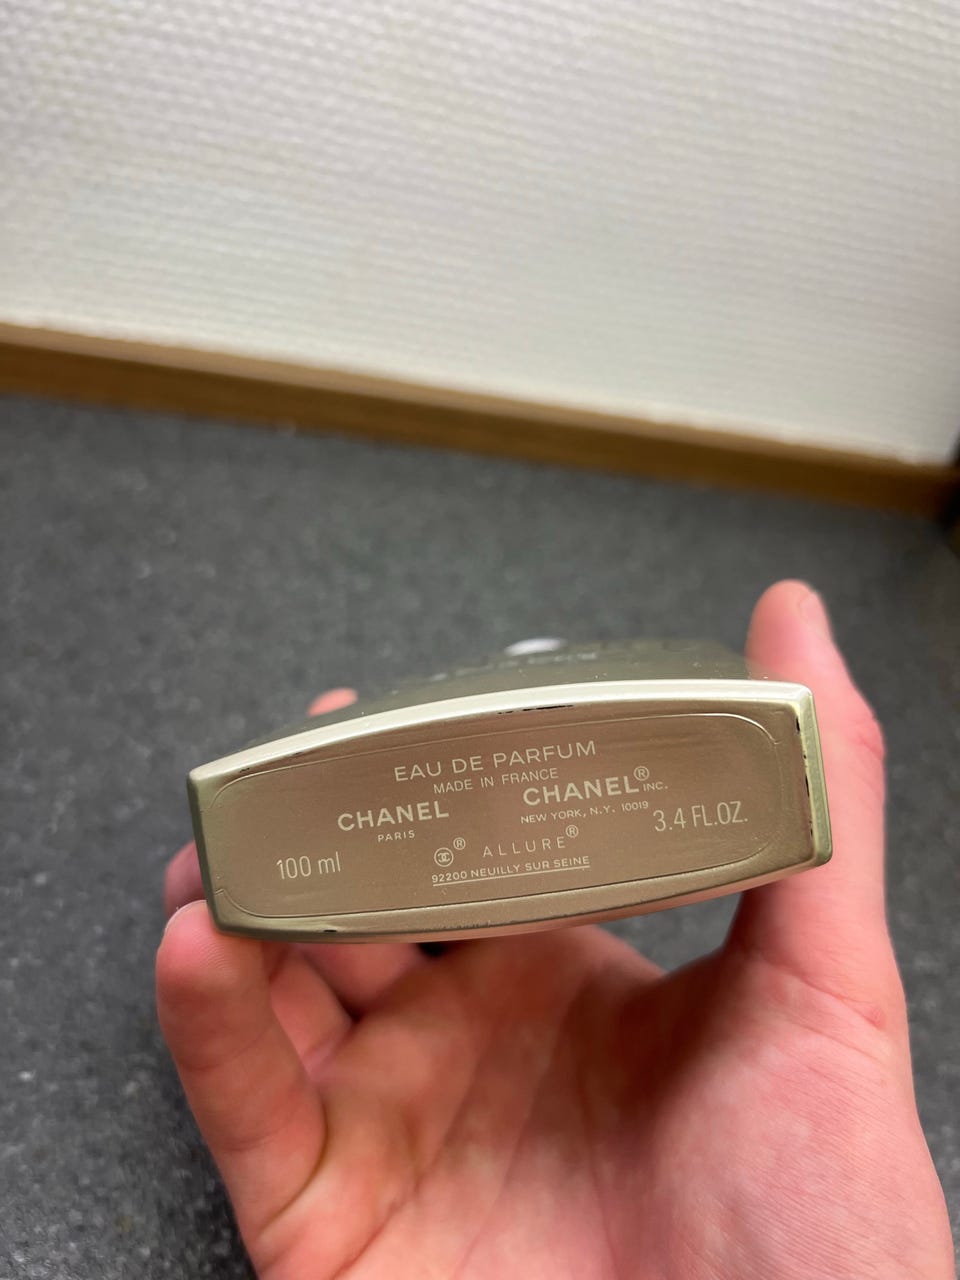 EAU DE PARFUM
MADE IN FRANCE
CHANEL
PARIS
CHANEL® INC.
NEW YORK, N.Y. 10019
100 ml
® ALLURE®
3.4 FL.OZ.
92200 NEUILLY SUR SEINE